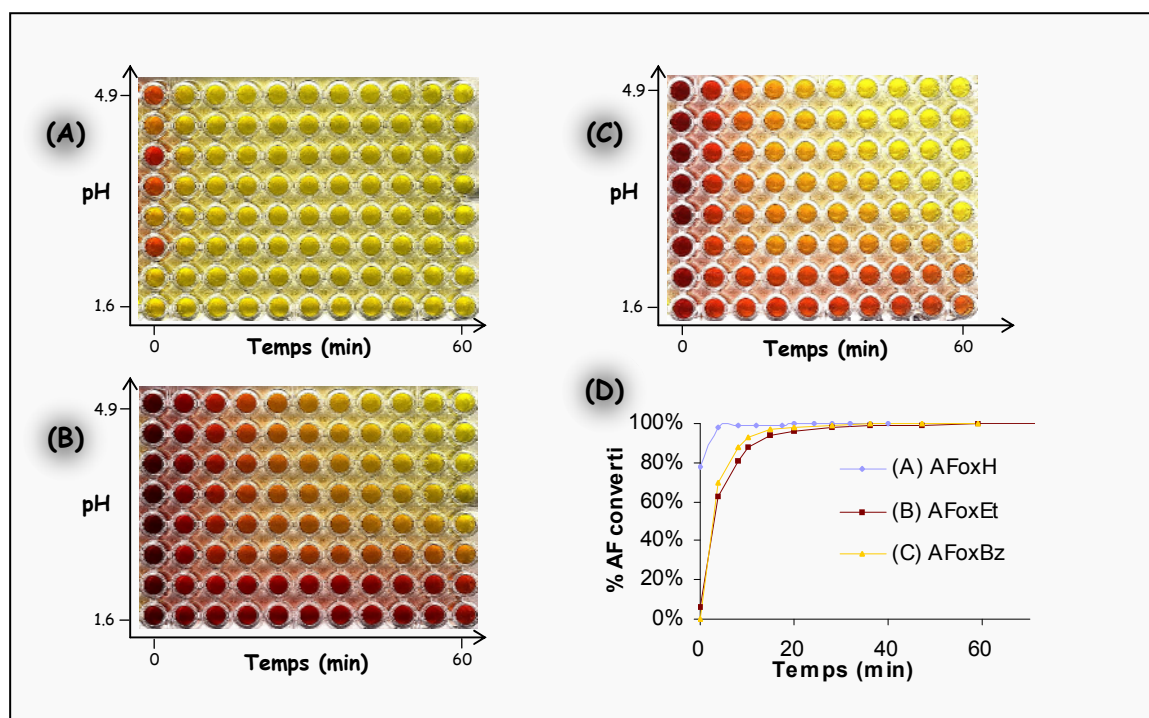 (A)
4.9
pH
1.6
0
60
Temps (min)
(B)
4.9
pH
1.6
0
60
Temps (min)
(C)
4.9
pH
1.6
0
60
Temps (min)
(D)
% AF converti
100%
80%
60%
40%
20%
0%
0
20
40
60
Temps (min)
(A) AFoxH
(B) AFoxEt
(C) AFoxBz